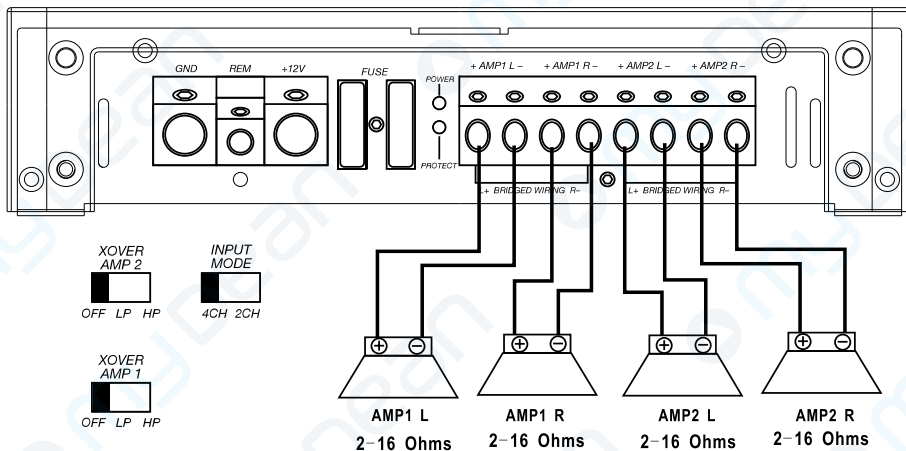 GND REM +12V
FUSE
POWER
PROTECT
+ AMP1 L – + AMP1 R – + AMP2 L – + AMP2 R –
L+ BRIDGED WIRING R–
L+ BRIDGED WIRING R–
XOVER
AMP 2
OFF LP HP
INPUT
MODE
4CH 2CH
XOVER
AMP 1
OFF LP HP
AMP1 L
2–16 Ohms
AMP1 R
2–16 Ohms
AMP2 L
2–16 Ohms
AMP2 R
2–16 Ohms
mydean